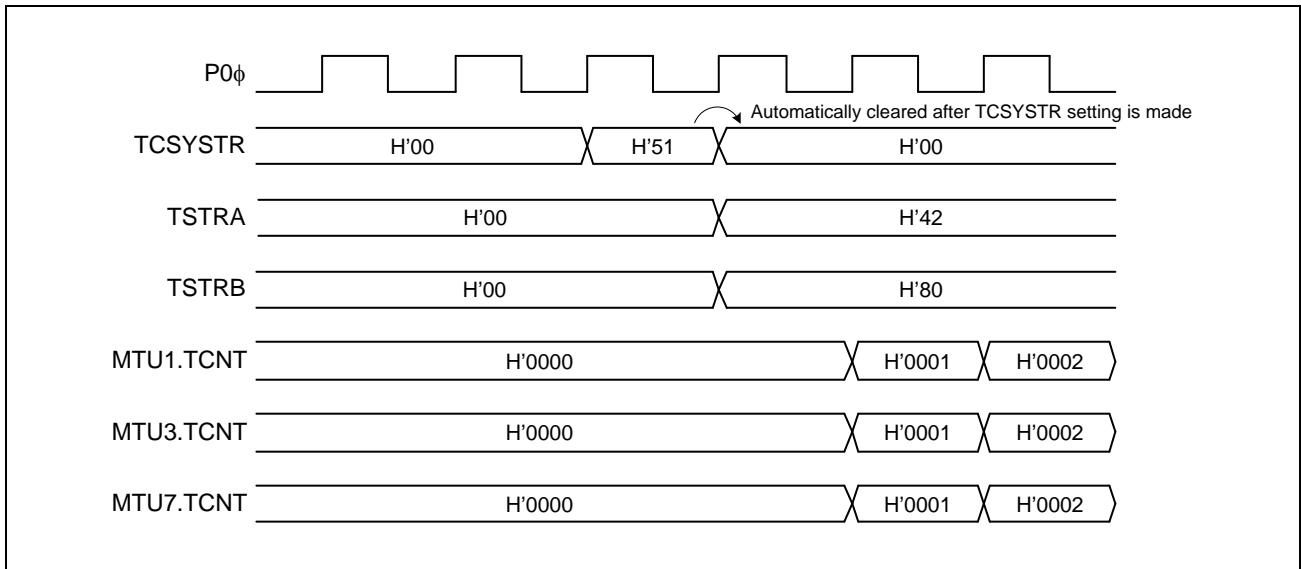 P0ϕ
Automatically cleared after TCSYSTR setting is made
TCSYSTR H'00 H'51 H'00
TSTRA H'00 H'42
TSTRB H'00 H'80
MTU1.TCNT H'0000 H'0001 H'0002
MTU3.TCNT H'0000 H'0001 H'0002
MTU7.TCNT H'0000 H'0001 H'0002